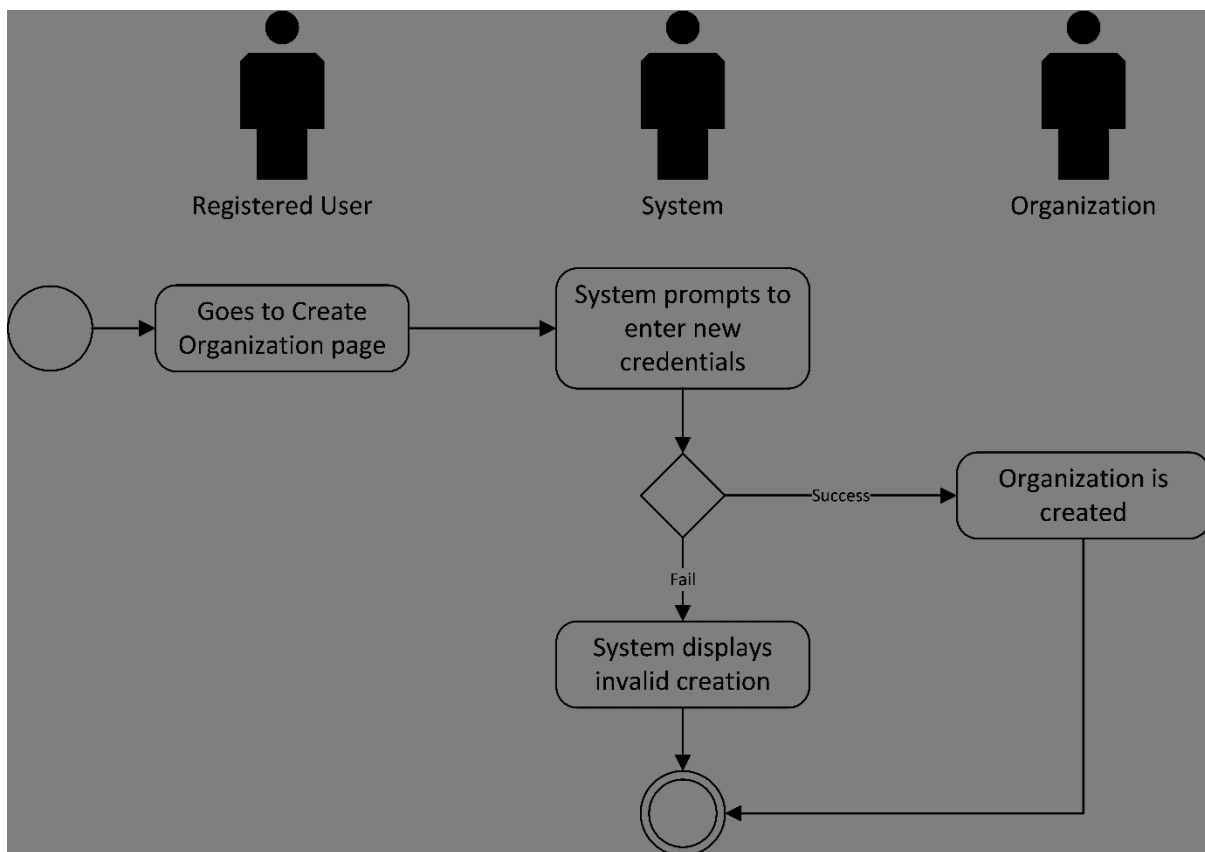 Registered User
System
Organization
Goes to Create
Organization page
System prompts to
enter new
credentials
Success
Organization is
created
Fail
System displays
invalid creation